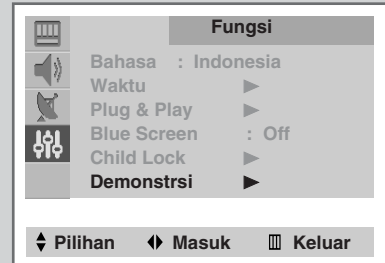 Fungsi
Bahasa : Indonesia
Waktu ►
Plug & Play ►
Blue Screen : Off
Child Lock ►
Demonstrsi ►
Pilihan Masuk Keluar